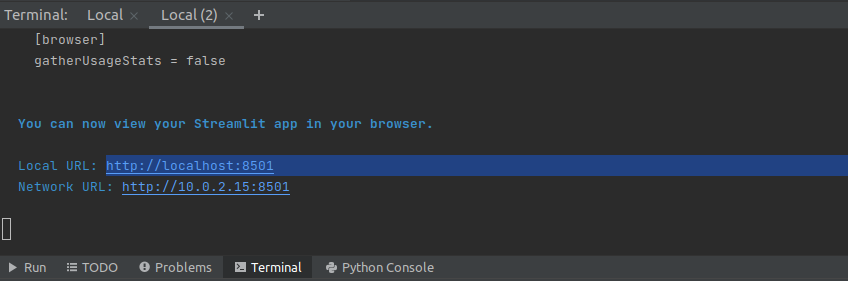 Terminal: Local × Local (2) × +
[browser]
gatherUsageStats = false
You can now view your Streamlit app in your browser.
Local URL: http://localhost:8501
Network URL: http://10.0.2.15:8501
Run TODO Problems Terminal Python Console